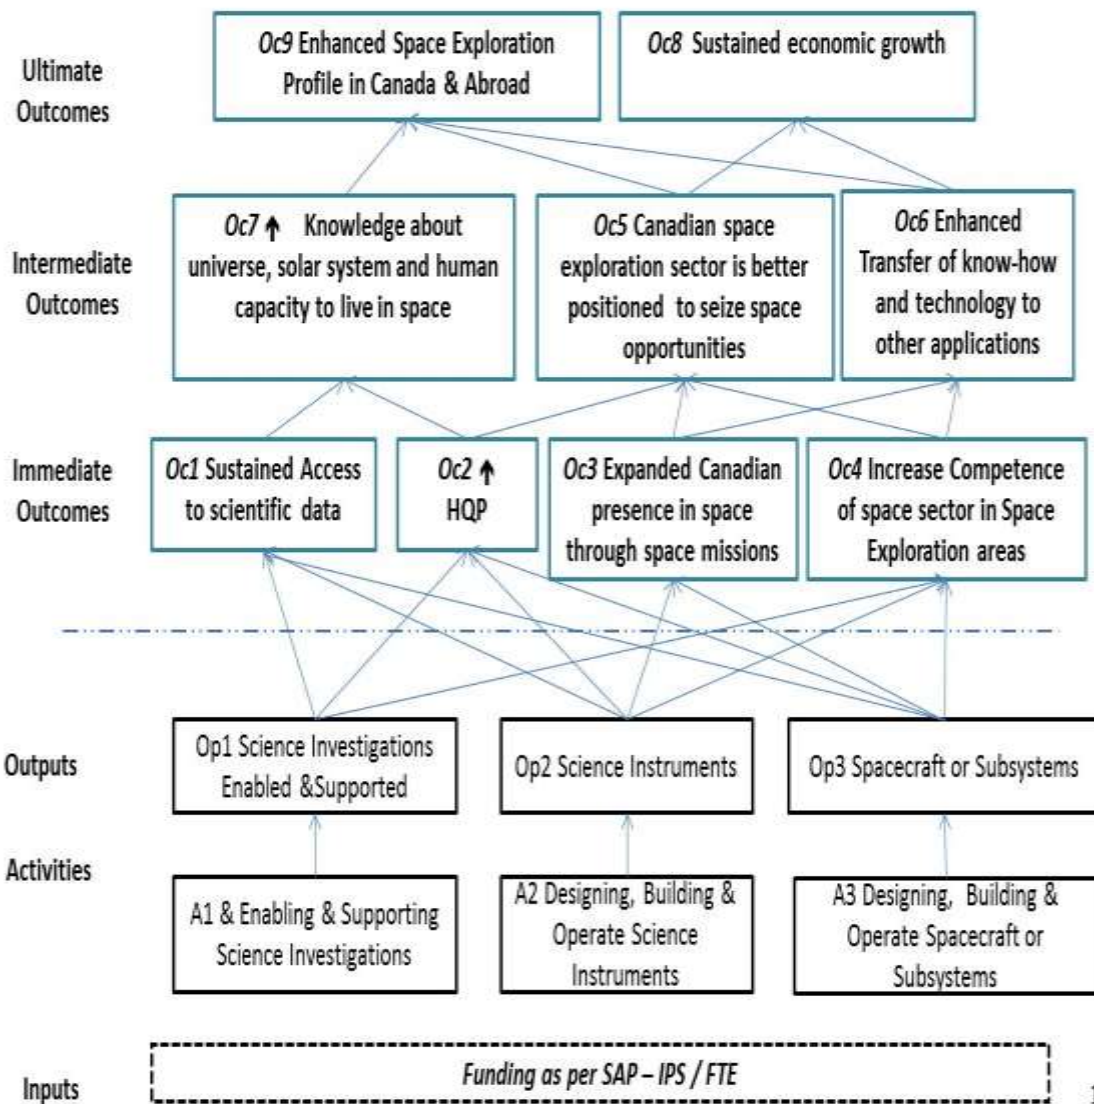 Oc9 Enhanced Space Exploration
Profile in Canada & Abroad
Oc8 Sustained economic growth
Ultimate
Outcomes
Oc7 ↑ Knowledge about
universe, solar system and human
capacity to live in space
Oc5 Canadian space
exploration sector is better
positioned to seize space
opportunities
Oc6 Enhanced
Transfer of know-how
and technology to
other applications
Intermediate
Outcomes
Immediate
Outcomes
Oc1 Sustained Access
to scientific data
Oc2 ↑
HQP
Oc3 Expanded Canadian
presence in space
through space missions
Oc4 Increase Competence
of space sector in Space
Exploration areas
Outputs
Op1 Science Investigations
Enabled &Supported
Op2 Science Instruments
Op3 Spacecraft or Subsystems
Activities
A1 & Enabling & Supporting
Science Investigations
A2 Designing, Building &
Operate Science
Instruments
A3 Designing, Building &
Operate Spacecraft or
Subsystems
Inputs
Funding as per SAP – IPS / FTE